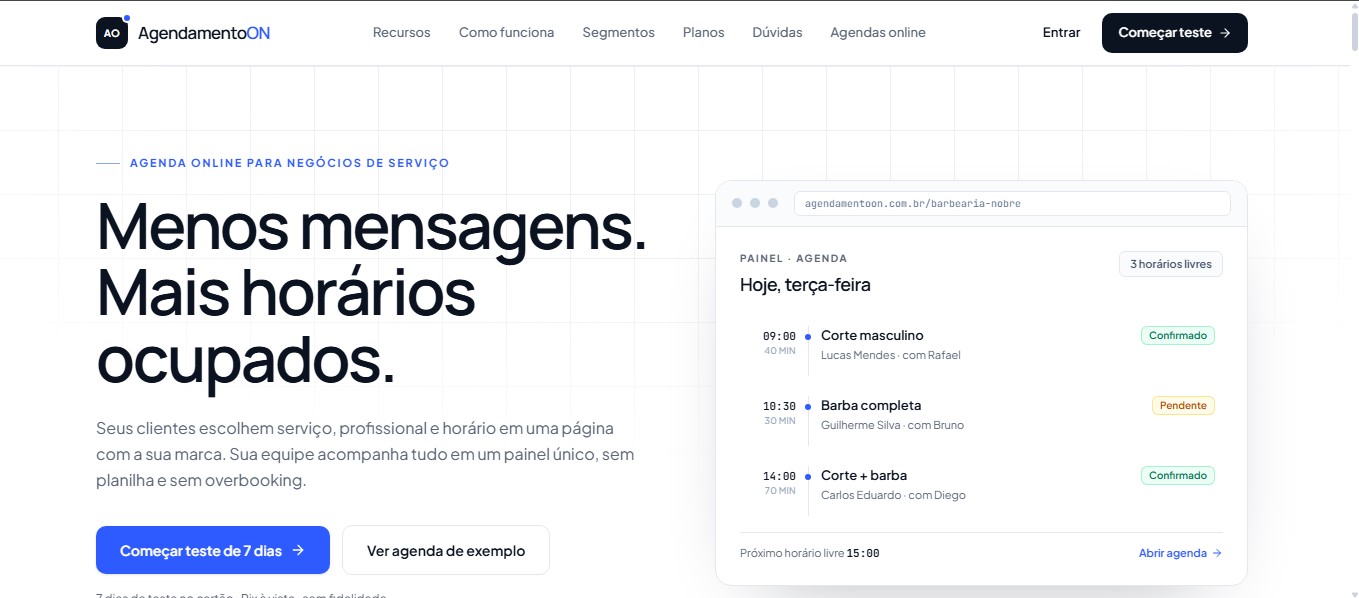 AO
AgendamentoON
Recursos
Como funciona
Segmentos
Planos
Dúvidas
Agendas online
Entrar
Começar teste →
AGENDA ONLINE PARA NEGÓCIOS DE SERVIÇO
Menos mensagens.
Mais horários
ocupados.
Seus clientes escolhem serviço, profissional e horário em uma página
com a sua marca. Sua equipe acompanha tudo em um painel único, sem
planilha e sem overbooking.
Começar teste de 7 dias →
Ver agenda de exemplo
agendamentoon.com.br/barbearia-nobre
PAINEL · AGENDA
3 horários livres
Hoje, terça-feira
09:00
40 MIN
Corte masculino
Lucas Mendes · com Rafael
Confirmado
10:30
30 MIN
Barba completa
Guilherme Silva · com Bruno
Pendente
14:00
70 MIN
Corte + barba
Carlos Eduardo · com Diego
Confirmado
Próximo horário livre 15:00
Abrir agenda →